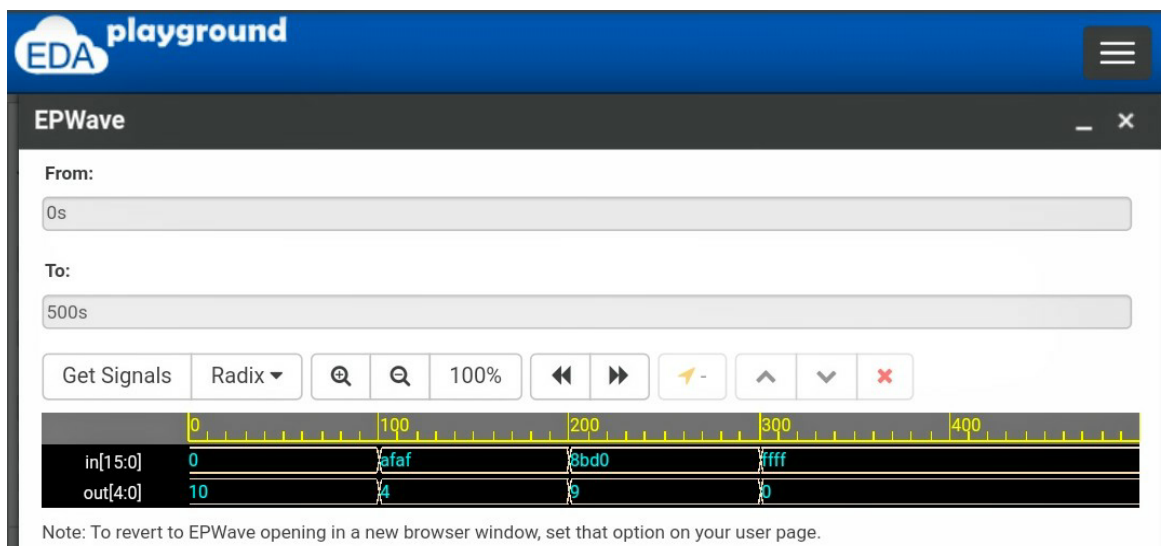 EDA playground
EPWave
From:
0s
To:
500s
Get Signals Radix 100% -
0 100 200 300 400
in[15:0] 0 afaf 8bd0 ffff
out[4:0] 10 4 9 0
Note: To revert to EPWave opening in a new browser window, set that option on your user page.